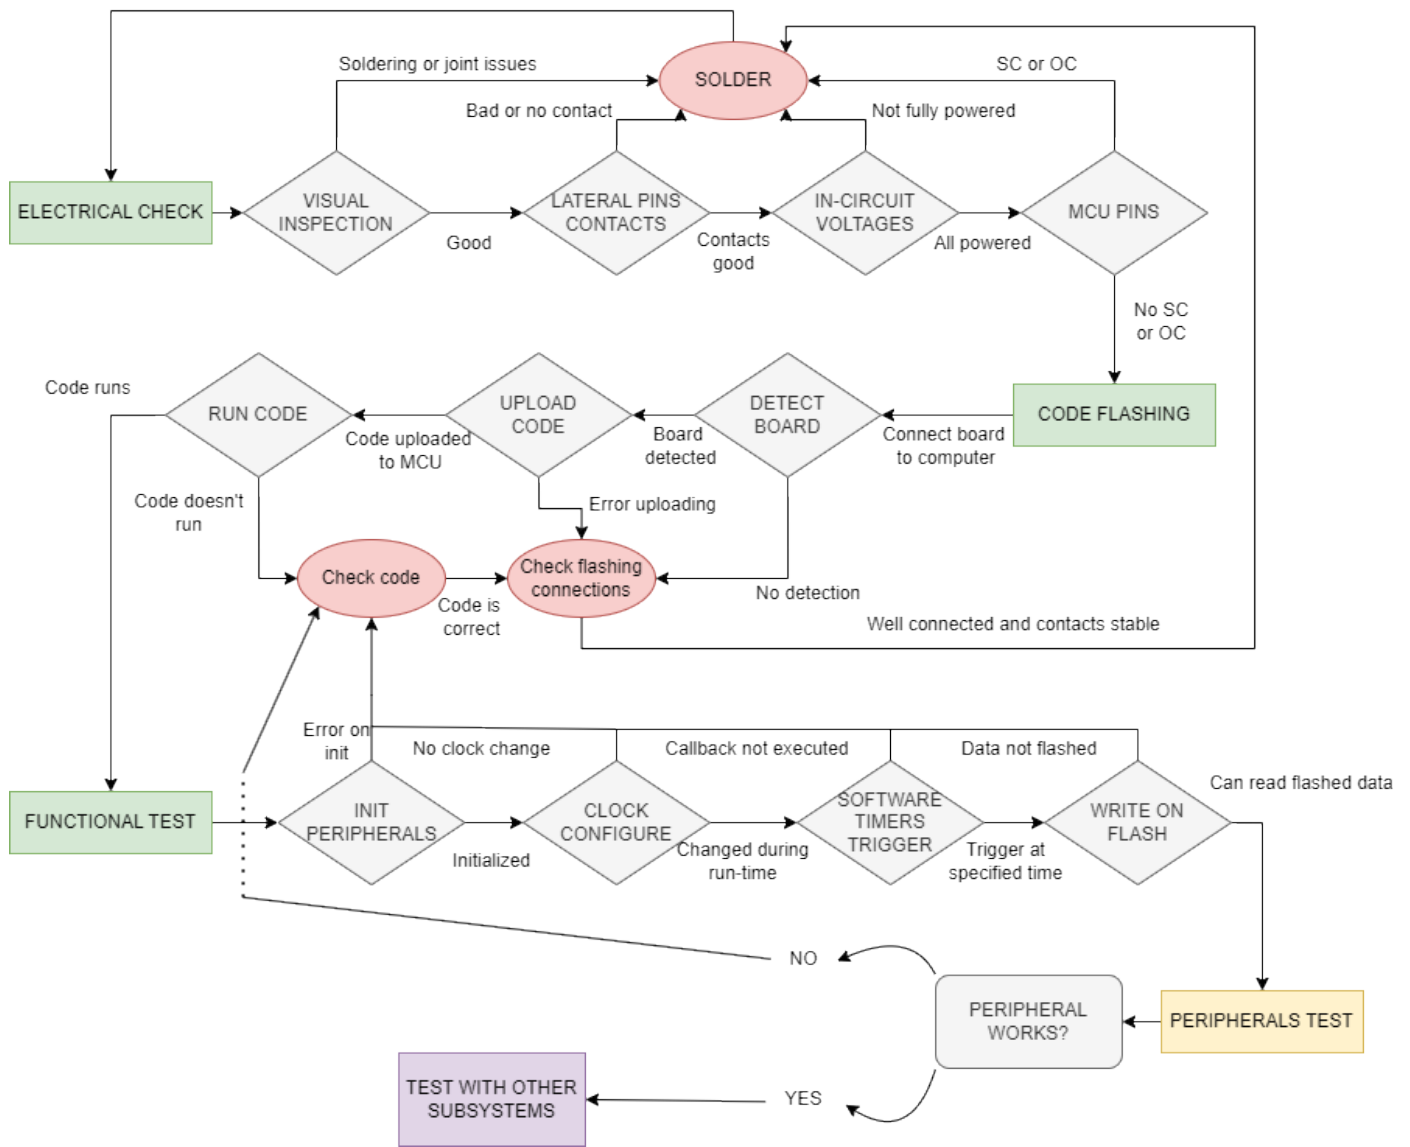 SOLDER
Soldering or joint issues
SC or OC
Bad or no contact
Not fully powered
ELECTRICAL CHECK
VISUAL
INSPECTION
LATERAL PINS
CONTACTS
IN-CIRCUIT
VOLTAGES
MCU PINS
Good
Contacts
good
All powered
No SC
or OC
Code runs
RUN CODE
UPLOAD
CODE
DETECT
BOARD
CODE FLASHING
Code uploaded
to MCU
Board
detected
Connect board
to computer
Code doesn't
run
Error uploading
Check code
Check flashing
connections
No detection
Code is
correct
Well connected and contacts stable
Error on
init
No clock change
Callback not executed
Data not flashed
Can read flashed data
FUNCTIONAL TEST
INIT
PERIPHERALS
CLOCK
CONFIGURE
SOFTWARE
TIMERS
TRIGGER
WRITE ON
FLASH
Initialized
Changed during
run-time
Trigger at
specified time
NO
PERIPHERAL
WORKS?
PERIPHERALS TEST
TEST WITH OTHER
SUBSYSTEMS
YES